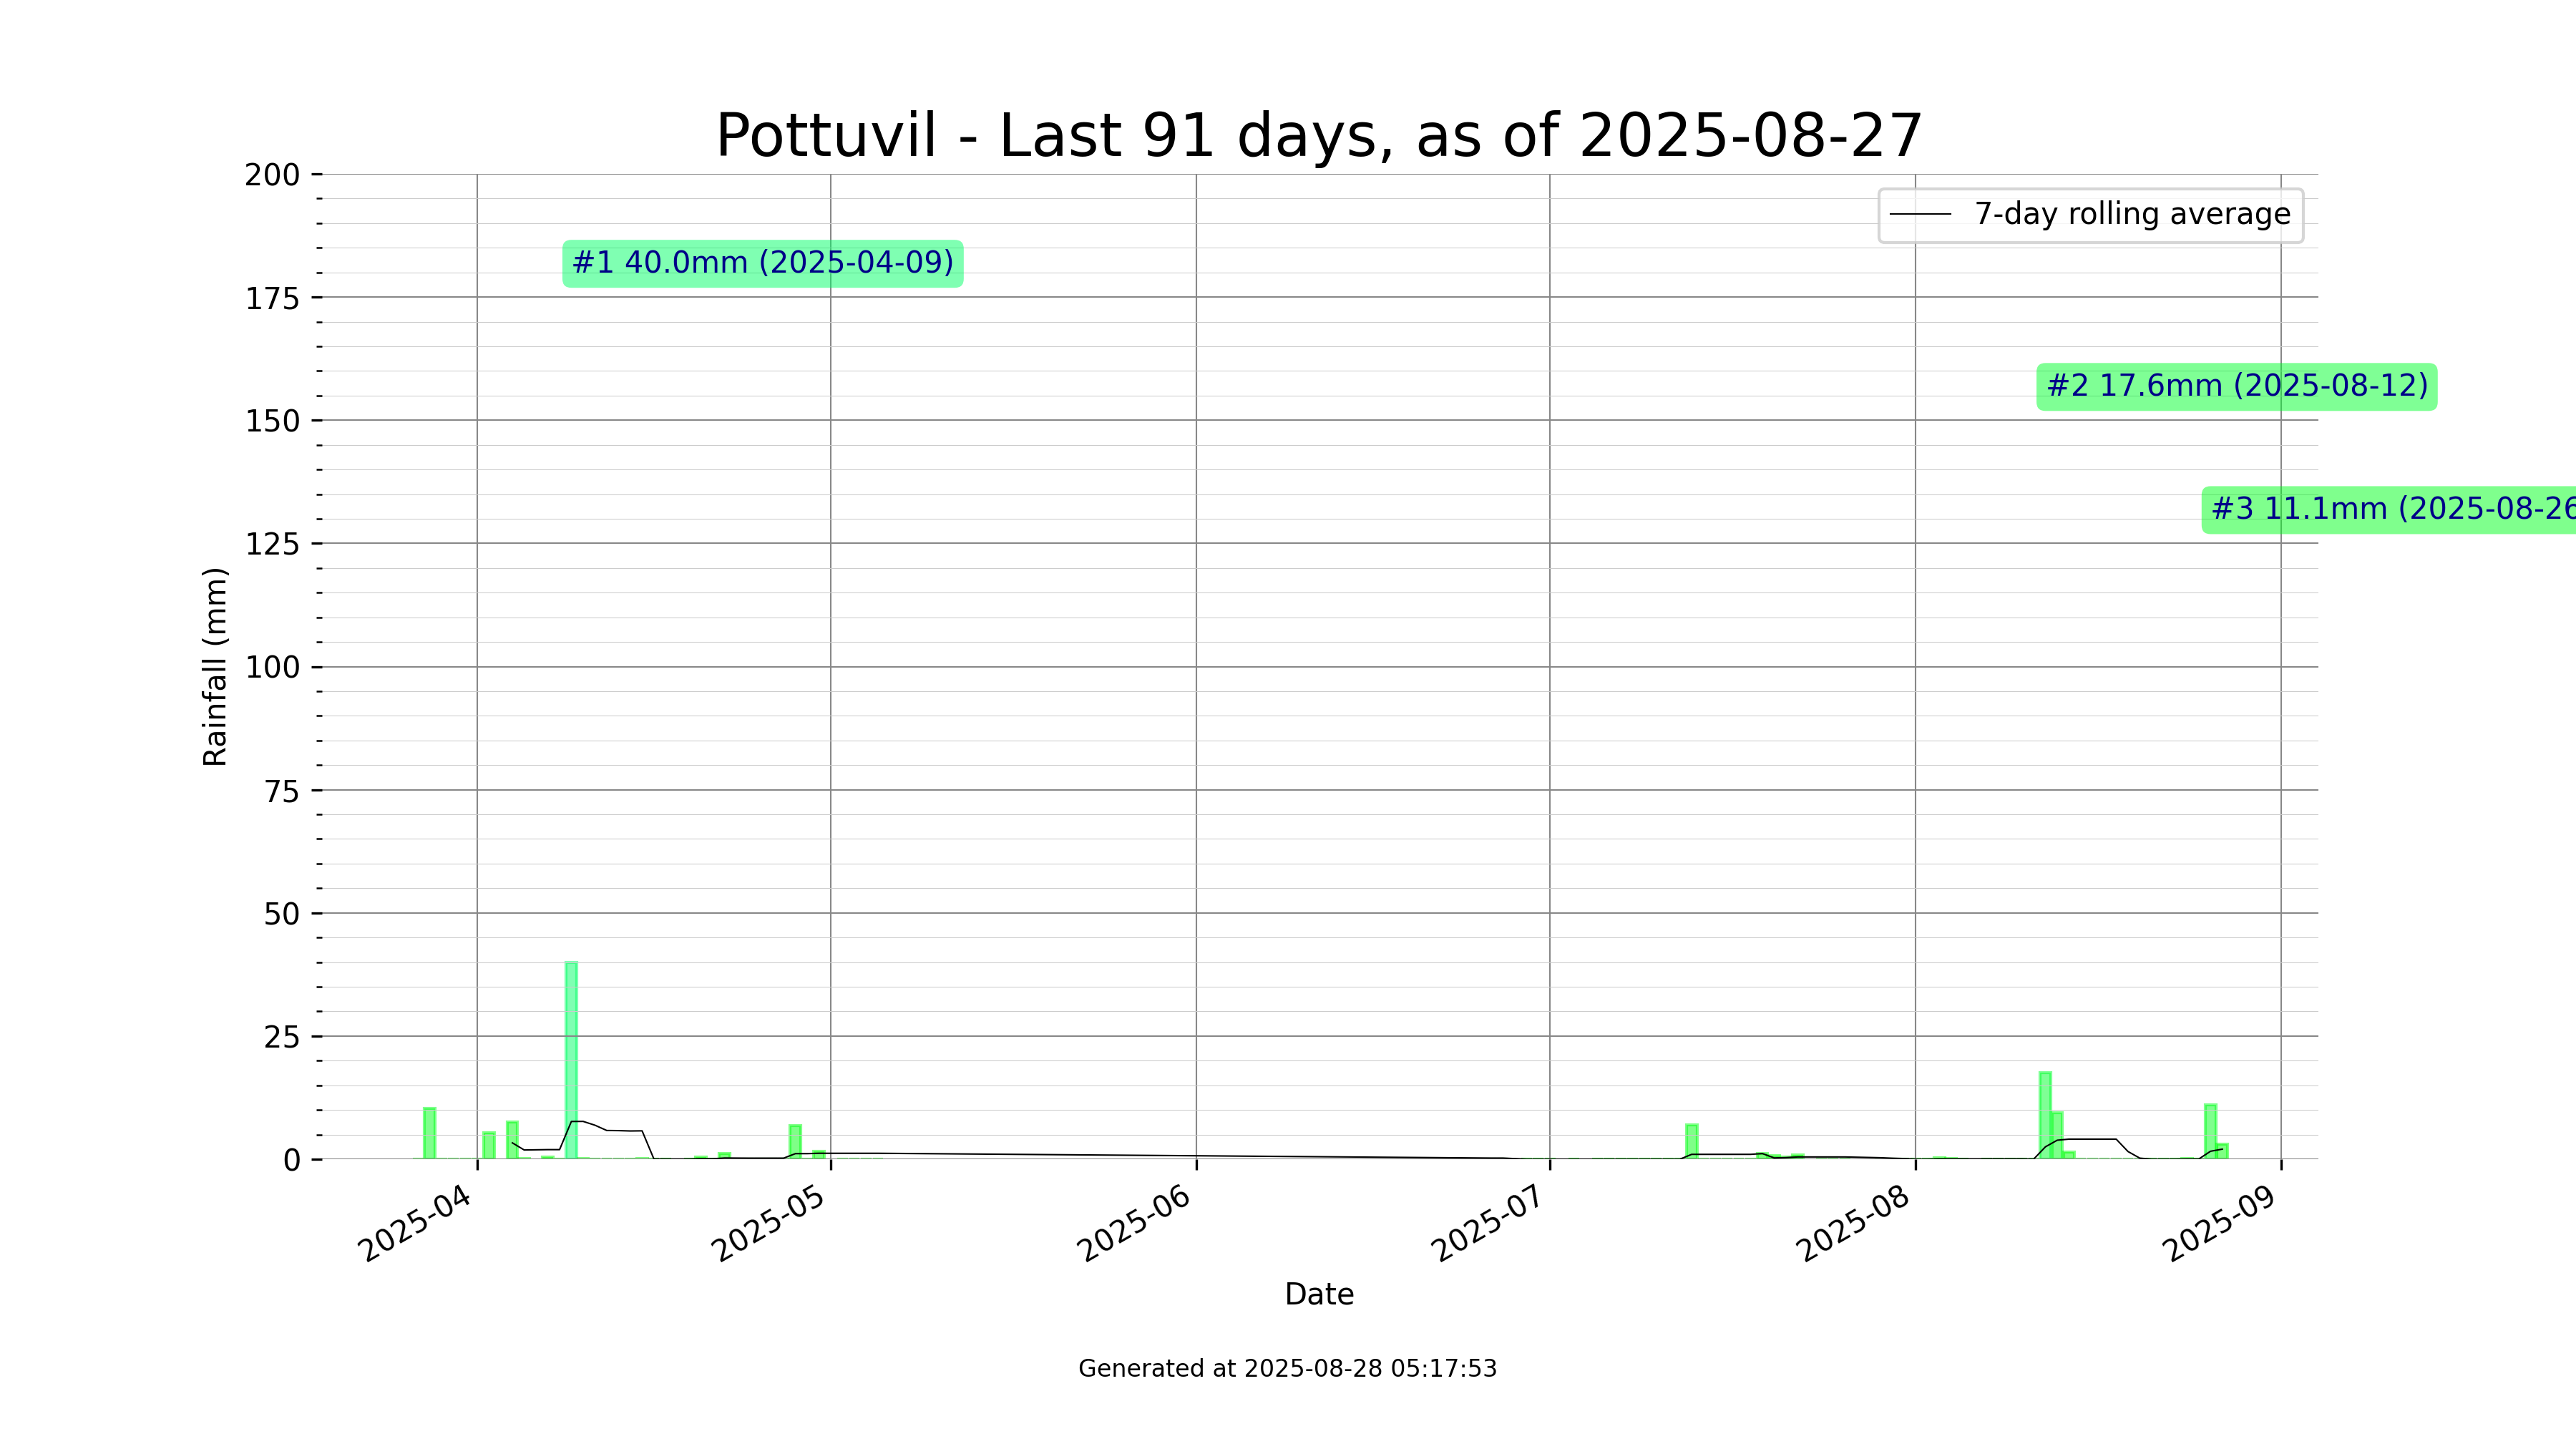 Pottuvil - Last 91 days, as of 2025-08-27
200
175
150
125
100
75
50
25
0
Rainfall (mm)
7-day rolling average
#1 40.0mm (2025-04-09)
#2 17.6mm (2025-08-12)
#3 11.1mm (2025-08-26
2025-04
2025-05
2025-06
2025-07
2025-08
2025-09
Date
Generated at 2025-08-28 05:17:53